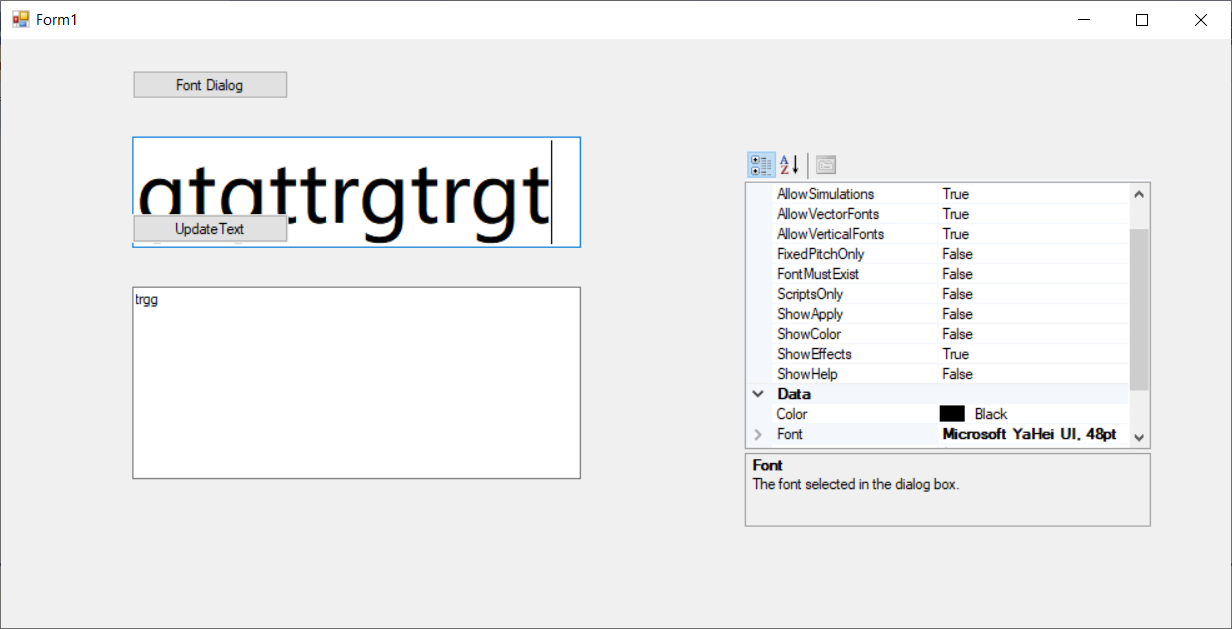 Form1
Font Dialog
gtgttrgtrgt
UpdateText
trgg
AllowSimulations True
AllowVectorFonts True
AllowVerticalFonts True
FixedPitchOnly False
FontMustExist False
ScriptsOnly False
ShowApply False
ShowColor False
ShowEffects True
ShowHelp False
Data
Color Black
Font Microsoft YaHei UI, 48pt
Font
The font selected in the dialog box.